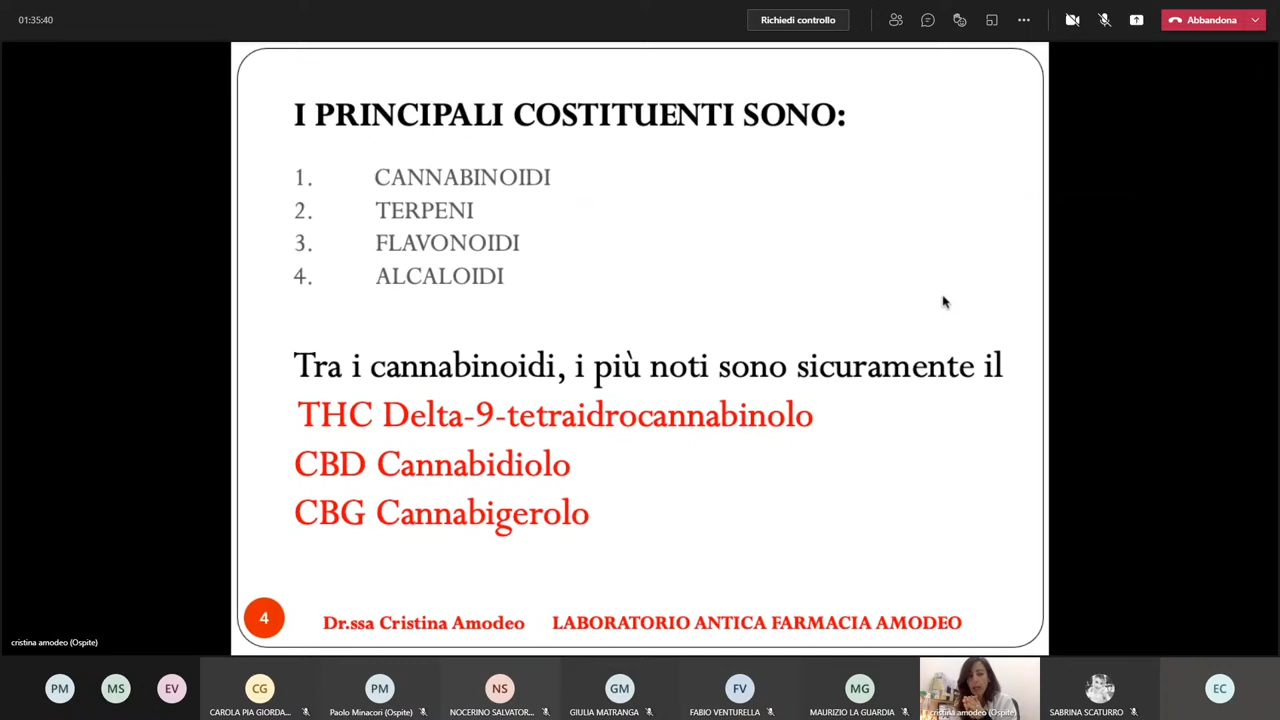 01:35:40
Richiedi controllo
Abbandona
I PRINCIPALI COSTITUENTI SONO:
1. CANNABINOIDI
2. TERPENI
3. FLAVONOIDI
4. ALCALOIDI
Tra i cannabinoidi, i più noti sono sicuramente il
THC Delta-9-tetraidrocannabinolo
CBD Cannabidiolo
CBG Cannabigerolo
4
Dr.ssa Cristina Amodeo LABORATORIO ANTICA FARMACIA AMODEO
cristina amodeo (Ospite)
PM MS EV CG PM NS GM FV MG EC
CAROLA PIA GIORDA... Paolo Minacori (Ospite) NOCERINO SALVATOR... GIULIA MATRANGA FABIO VENTURELLA MAURIZIO LA GUARDIA cristina amodeo (Ospite) SABRINA SCATURRO